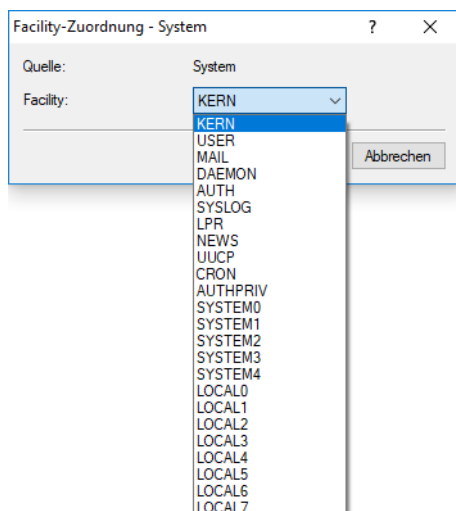 Facility-Zuordnung - System ? ×
Quelle: System
Facility: KERN
KERN
USER
MAIL
Abbrechen
DAEMON
AUTH
SYSLOG
LPR
NEWS
UUCP
CRON
AUTHPRIV
SYSTEM0
SYSTEM1
SYSTEM2
SYSTEM3
SYSTEM4
LOCAL0
LOCAL1
LOCAL2
LOCAL3
LOCAL4
LOCAL5
LOCAL6
LOCAL7